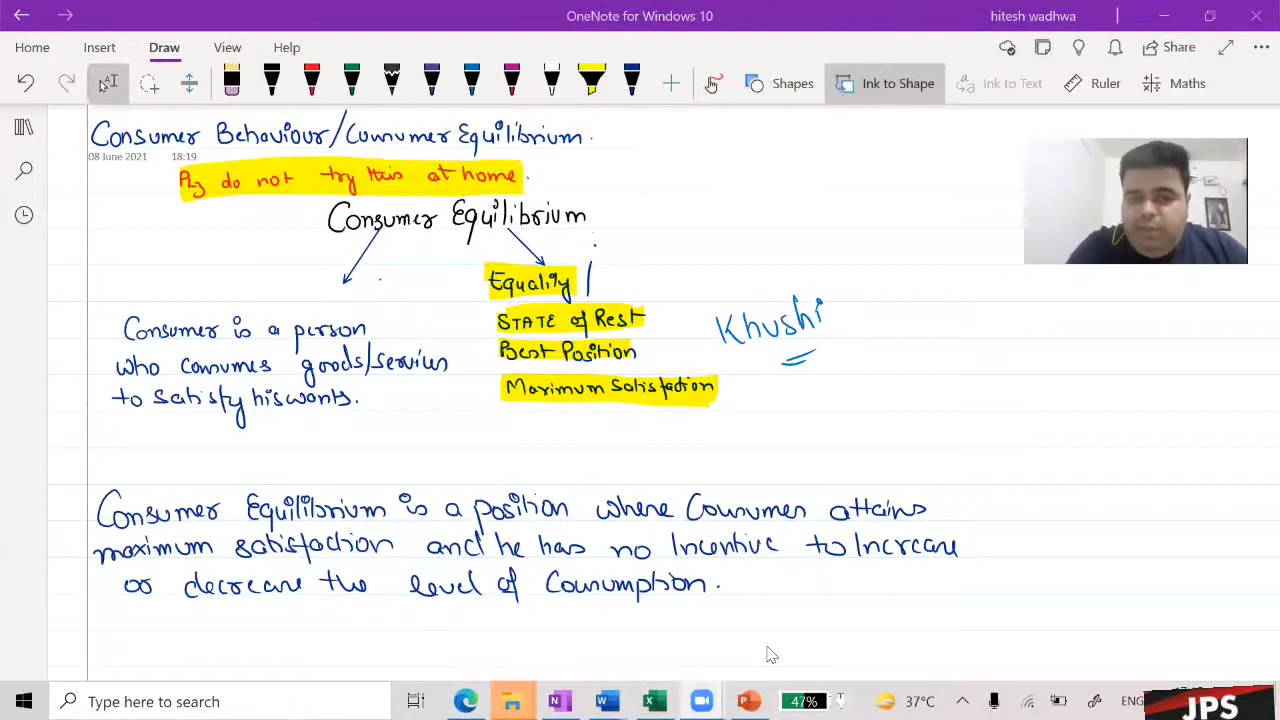 OneNote for Windows 10
hitesh wadhwa
Home Insert Draw View Help
Share
Shapes Ink to Shape Ink to Text Ruler Maths
Consumer Behaviour/Consumer Equilibrium.
08 June 2021 18:19
Plz do not try this at home.
Consumer Equilibrium
Equality
STATE of Rest
Best Position
Maximum Satisfaction
Khushi
Consumer is a person
who consumes goods/services
to satisfy his wants.
Consumer Equilibrium is a position where Consumer attains
maximum satisfaction and he has no Incentive to Increase
or decrease the level of Consumption.
Type here to search
47%
37°C
ENG
JPS